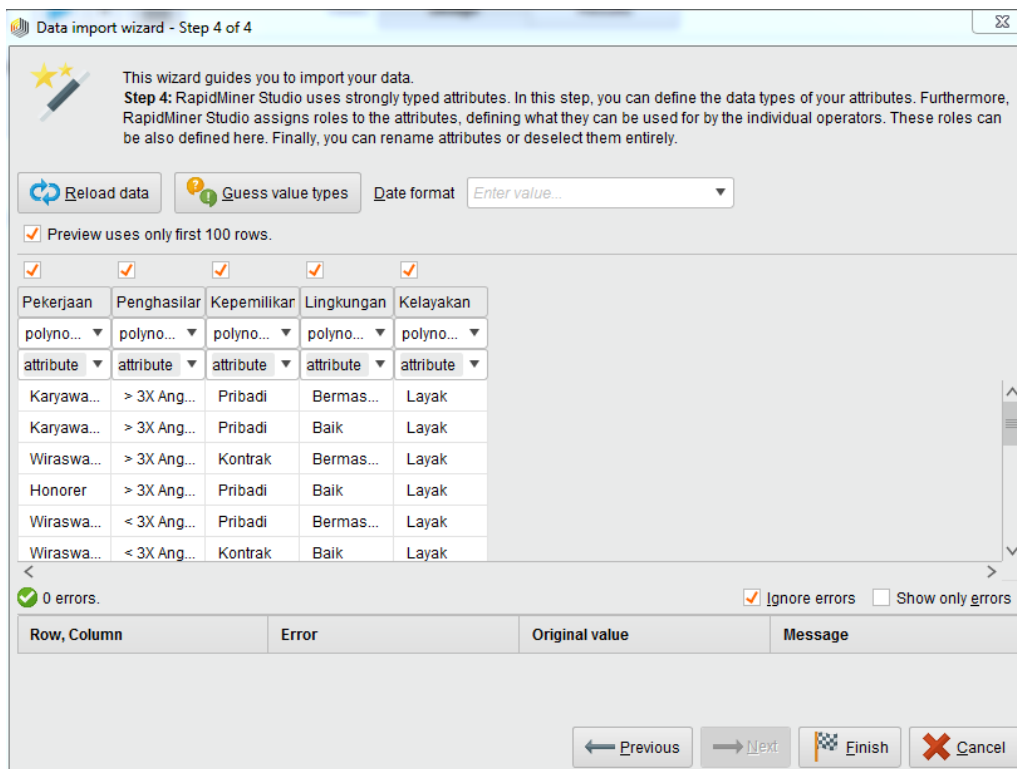 Data import wizard - Step 4 of 4
This wizard guides you to import your data.
Step 4: RapidMiner Studio uses strongly typed attributes. In this step, you can define the data types of your attributes. Furthermore,
RapidMiner Studio assigns roles to the attributes, defining what they can be used for by the individual operators. These roles can
be also defined here. Finally, you can rename attributes or deselect them entirely.
Reload data Guess value types Date format Enter value...
Preview uses only first 100 rows.
Pekerjaan Penghasilar Kepemilikar Lingkungan Kelayakan
polyno... polyno... polyno... polyno... polyno...
attribute attribute attribute attribute attribute
Karyawa... > 3X Ang... Pribadi Bermas... Layak
Karyawa... > 3X Ang... Pribadi Baik Layak
Wiraswa... > 3X Ang... Kontrak Bermas... Layak
Honorer > 3X Ang... Pribadi Baik Layak
Wiraswa... < 3X Ang... Pribadi Bermas... Layak
Wiraswa... < 3X Ang... Kontrak Baik Layak
0 errors. Ignore errors Show only errors
Row, Column Error Original value Message
Previous Next Finish Cancel